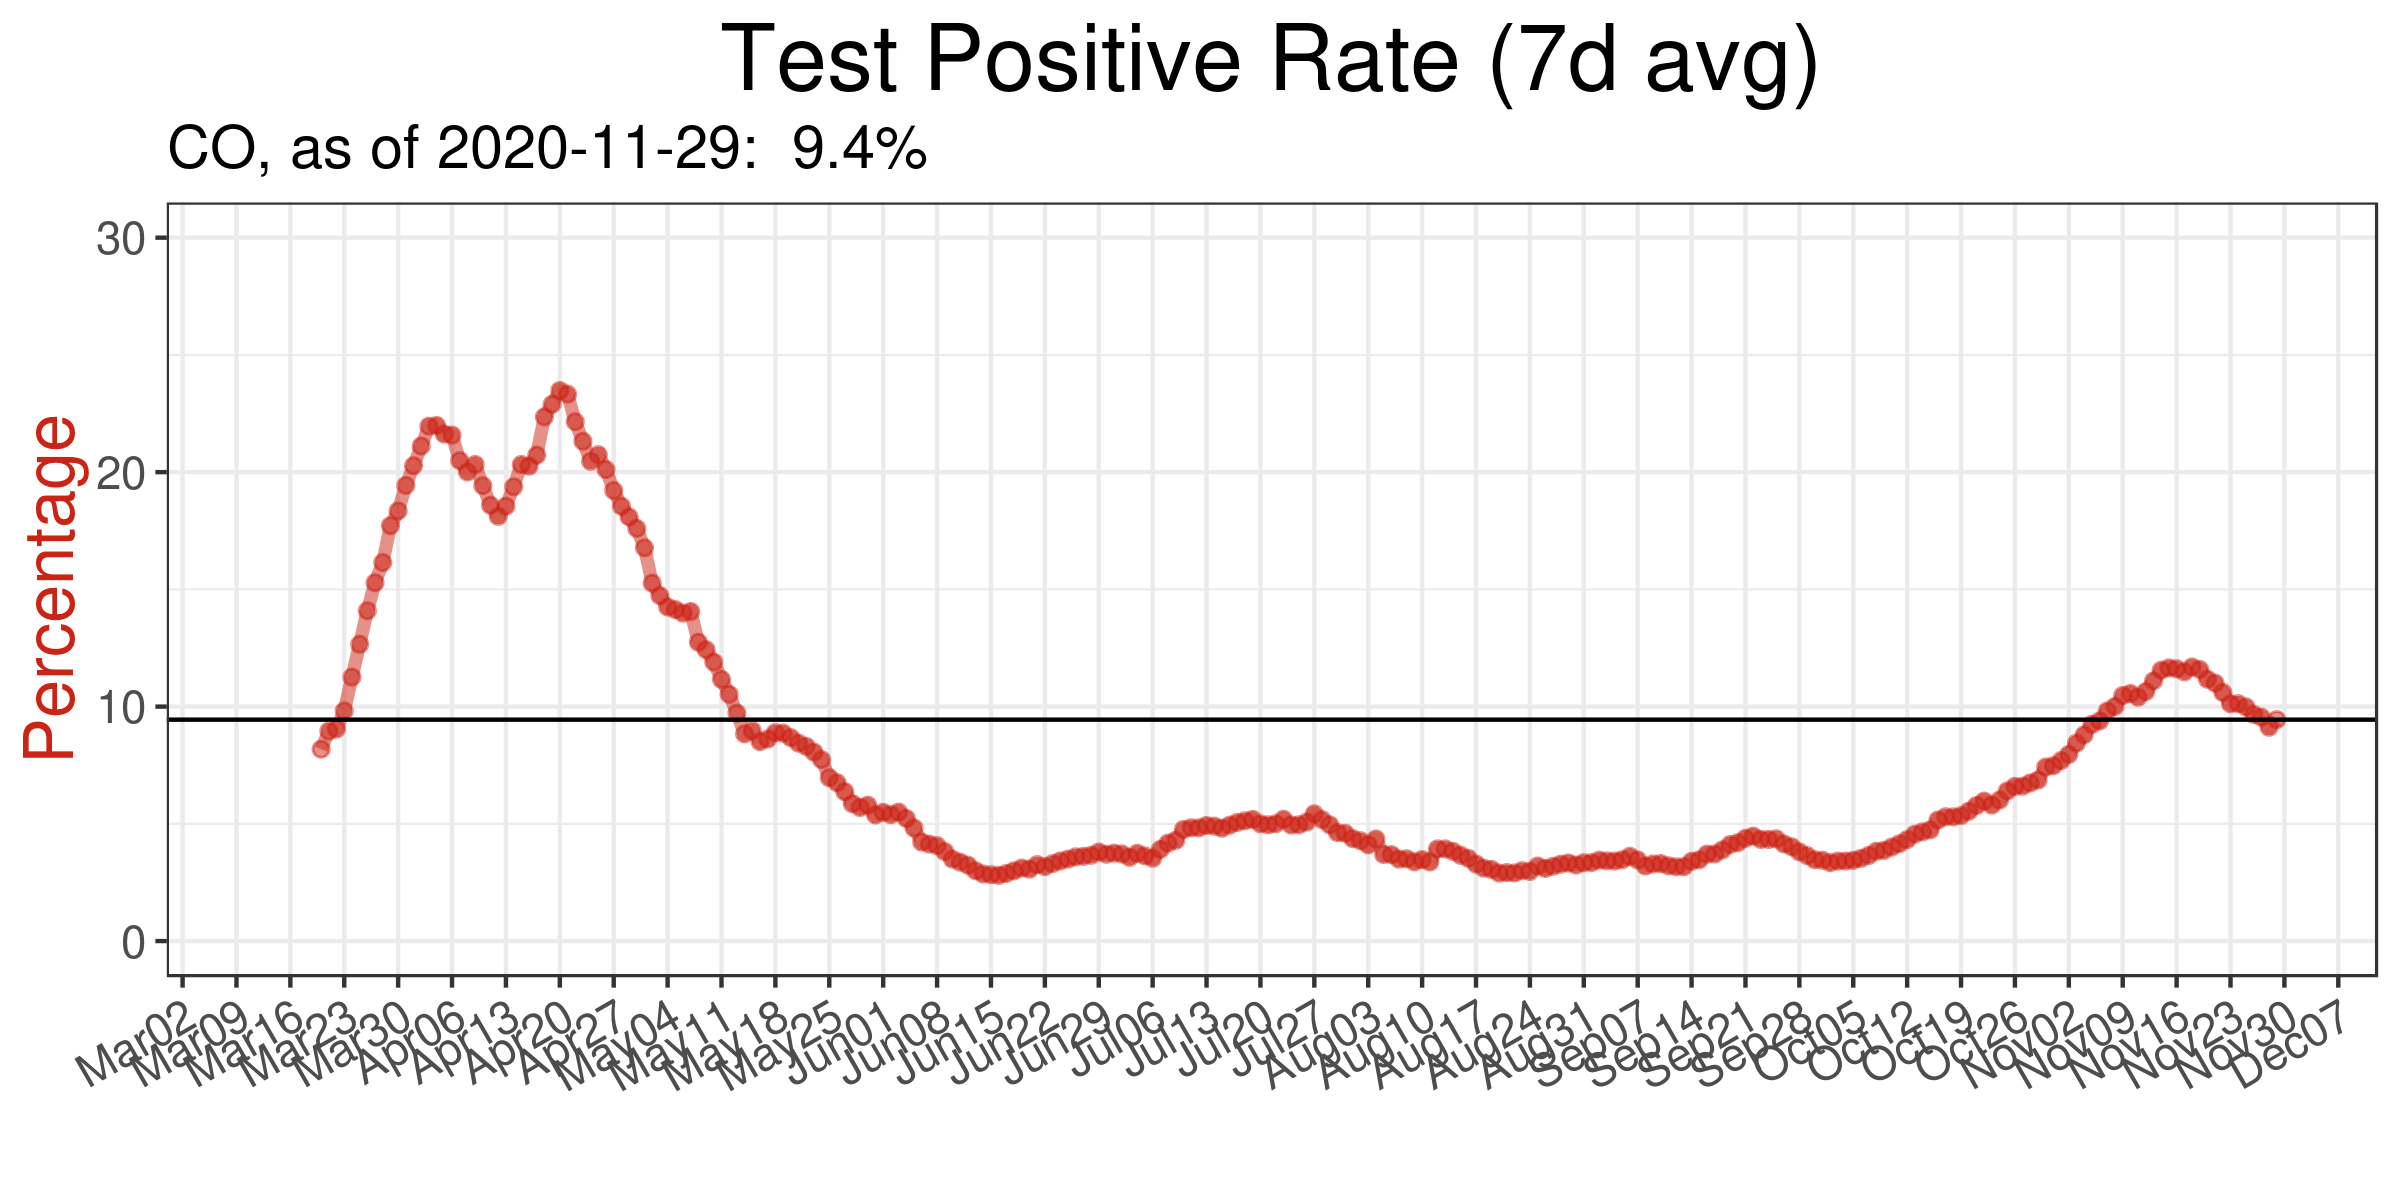 Test Positive Rate (7d avg)
CO, as of 2020-11-29:  9.4%
Percentage
30
20
10
0
Mar02
Mar09
Mar16
Mar23
Mar30
Apr06
Apr13
Apr20
Apr27
May04
May11
May18
May25
Jun01
Jun08
Jun15
Jun22
Jun29
Jul06
Jul13
Jul20
Jul27
Aug03
Aug10
Aug17
Aug24
Aug31
Sep07
Sep14
Sep21
Sep28
Oct05
Oct12
Oct19
Oct26
Nov02
Nov09
Nov16
Nov23
Nov30
Dec07